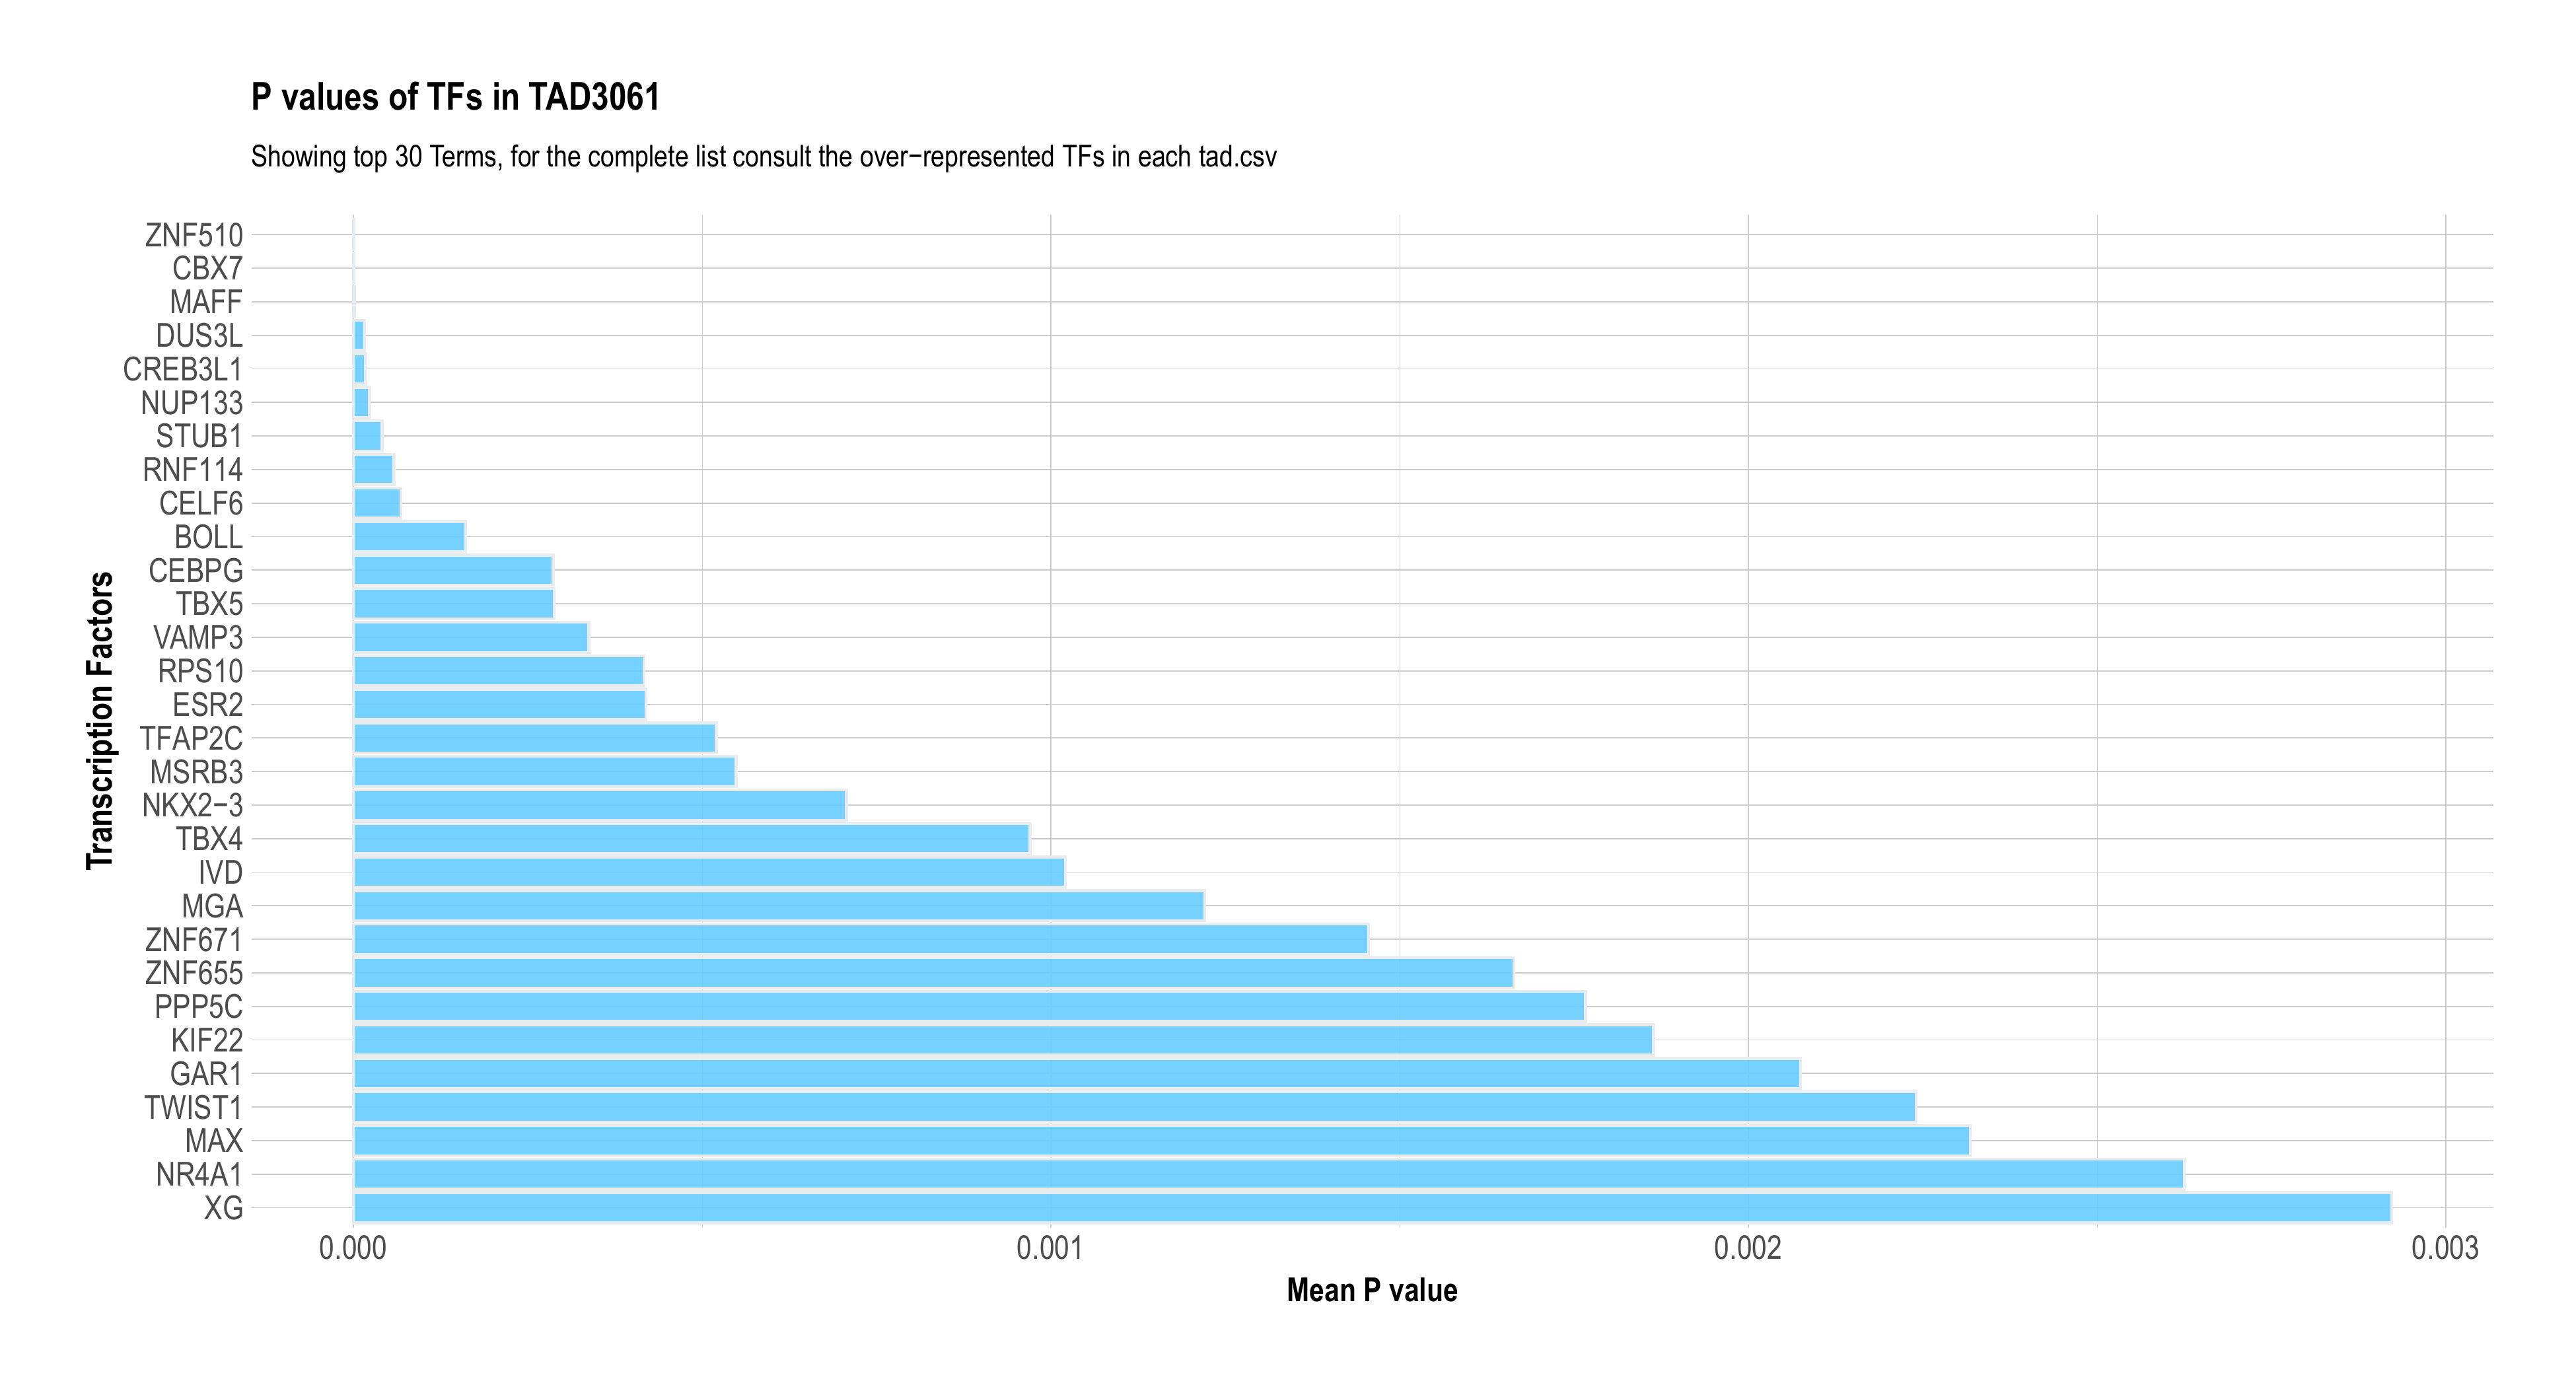 P values of TFs in TAD3061
Showing top 30 Terms, for the complete list consult the over−represented TFs in each tad.csv
Transcription Factors
ZNF510
CBX7
MAFF
DUS3L
CREB3L1
NUP133
STUB1
RNF114
CELF6
BOLL
CEBPG
TBX5
VAMP3
RPS10
ESR2
TFAP2C
MSRB3
NKX2−3
TBX4
IVD
MGA
ZNF671
ZNF655
PPP5C
KIF22
GAR1
TWIST1
MAX
NR4A1
XG
0.000 0.001 0.002 0.003
Mean P value